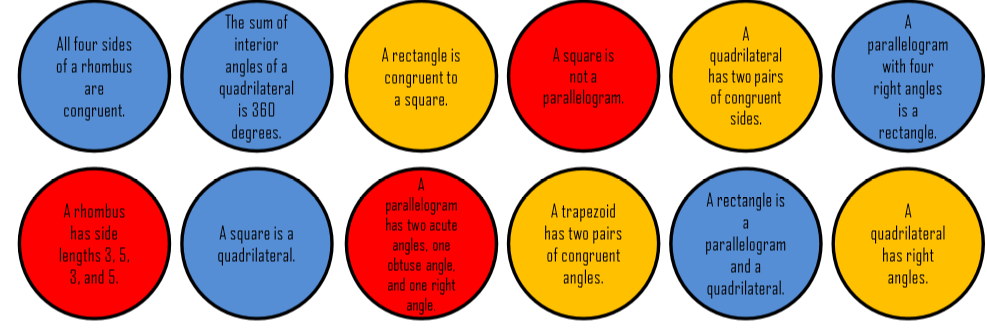 All four sides
of a rhombus
are
congruent.
The sum of
interior
angles of a
quadrilateral
is 360
degrees.
A rectangle is
congruent to
a square.
A square is
not a
parallelogram.
A
quadrilateral
has two pairs
of congruent
sides.
A
parallelogram
with four
right angles
is a
rectangle.
A rhombus
has side
lengths 3, 5,
3, and 5.
A square is a
quadrilateral.
A
parallelogram
has two acute
angles, one
obtuse angle,
and one right
angle.
A trapezoid
has two pairs
of congruent
angles.
A rectangle is
a
parallelogram
and a
quadrilateral.
A
quadrilateral
has right
angles.